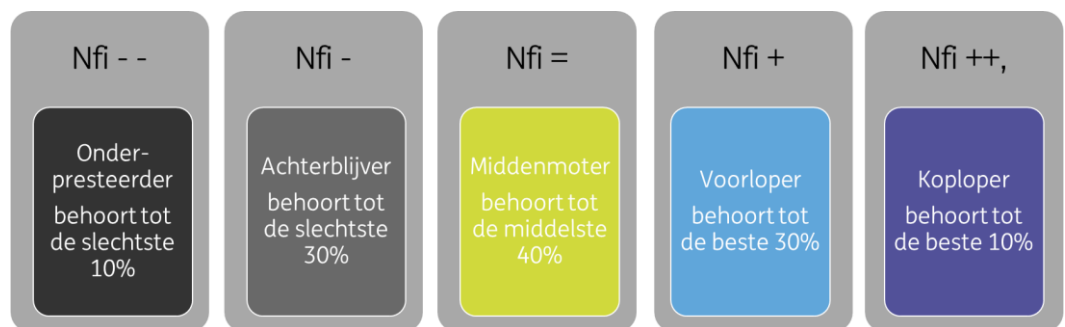 Nfi - -
Onder-
presteerder
behoort tot
de slechtste
10%
Nfi -
Achterblijver
behoort tot
de slechtste
30%
Nfi =
Middenmoter
behoort tot
de middelste
40%
Nfi +
Voorloper
behoort tot
de beste 30%
Nfi ++,
Koploper
behoort tot
de beste 10%